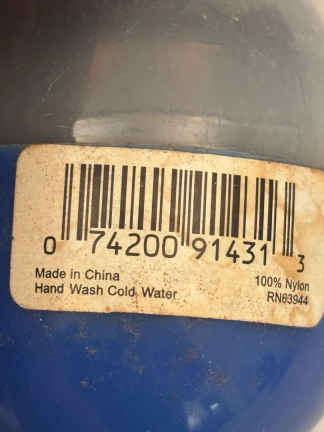 0 74200 91431 3
Made in China
Hand Wash Cold Water
100% Nylon
RN63944